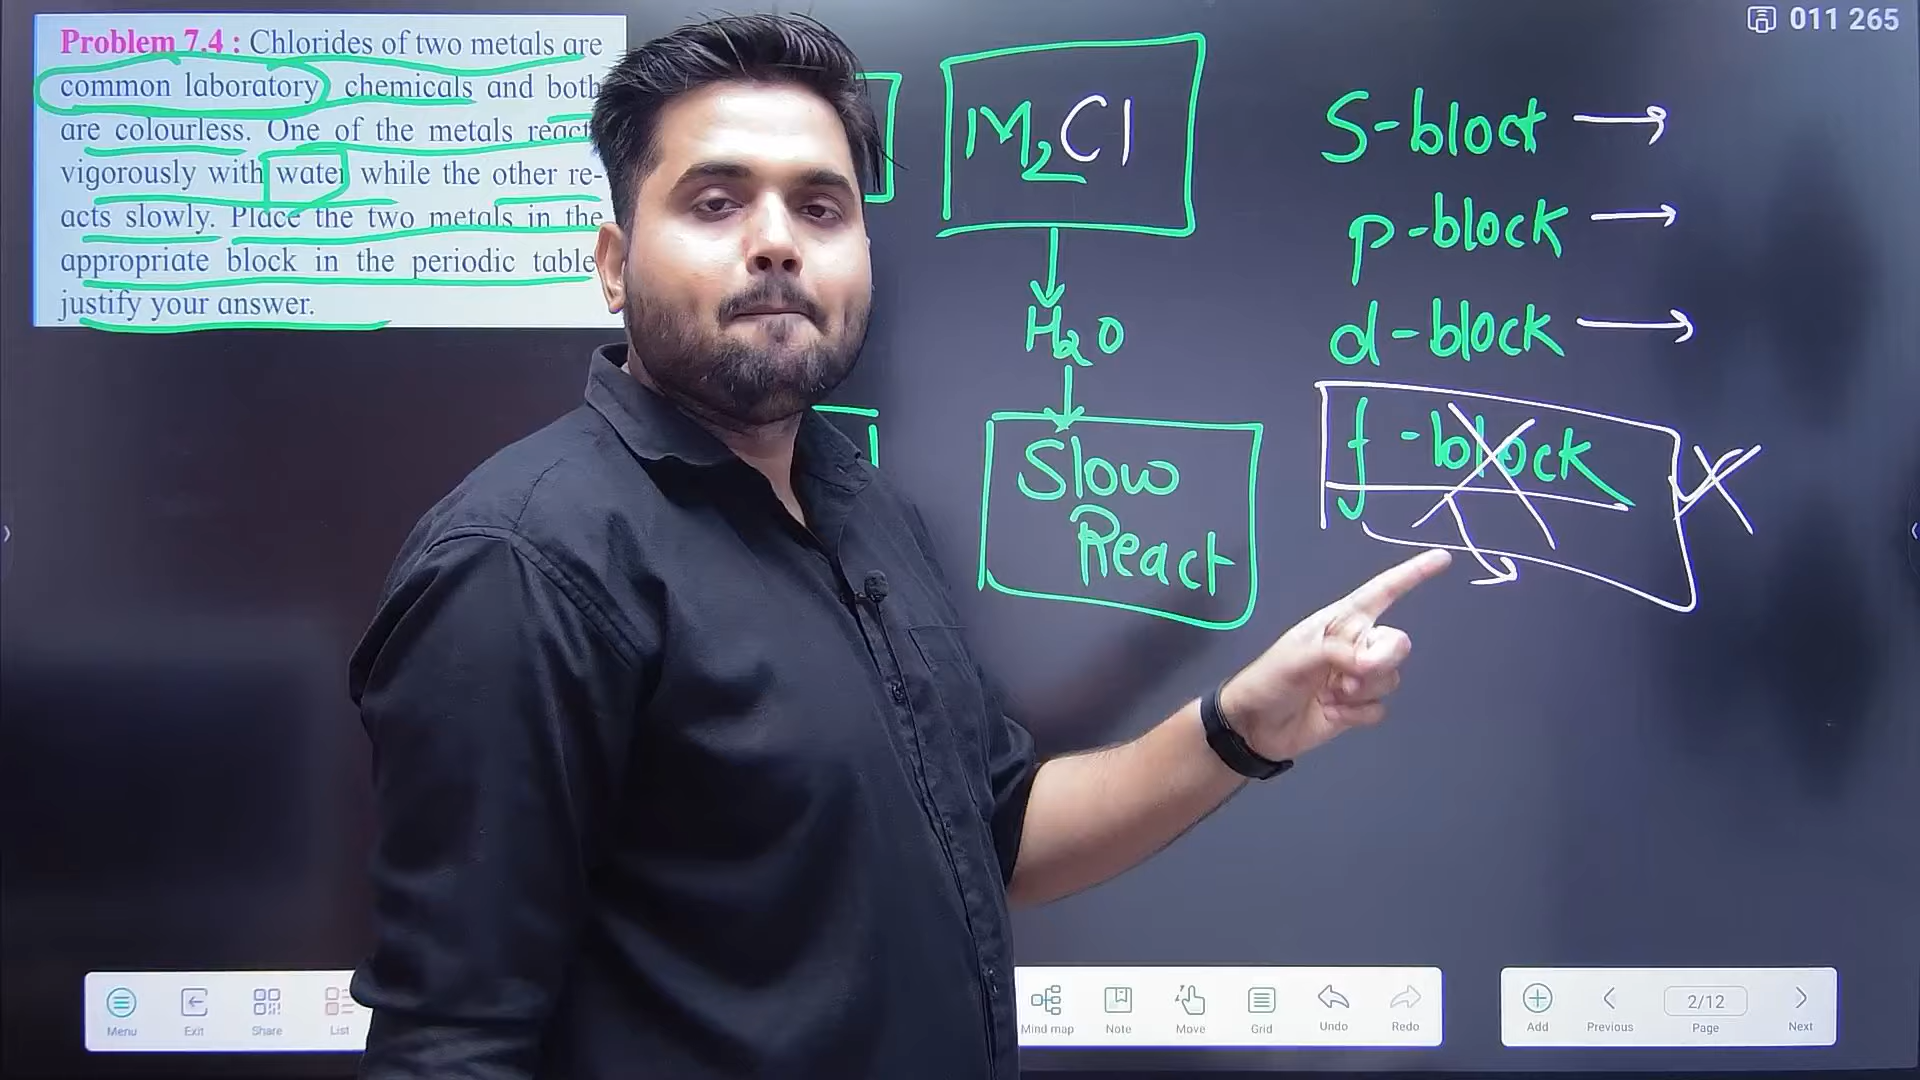 011 265
Problem 7.4 : Chlorides of two metals are
common laboratory chemicals and both
are colourless. One of the metals react
vigorously with water while the other re-
acts slowly. Place the two metals in the
appropriate block in the periodic table
justify your answer.
M₂Cl
H₂O
Slow
React
S-block
p-block
d-block
f-block
Menu
Exit
Share
List
Mind map
Note
Move
Grid
Undo
Redo
Add
Previous
2/12
Page
Next